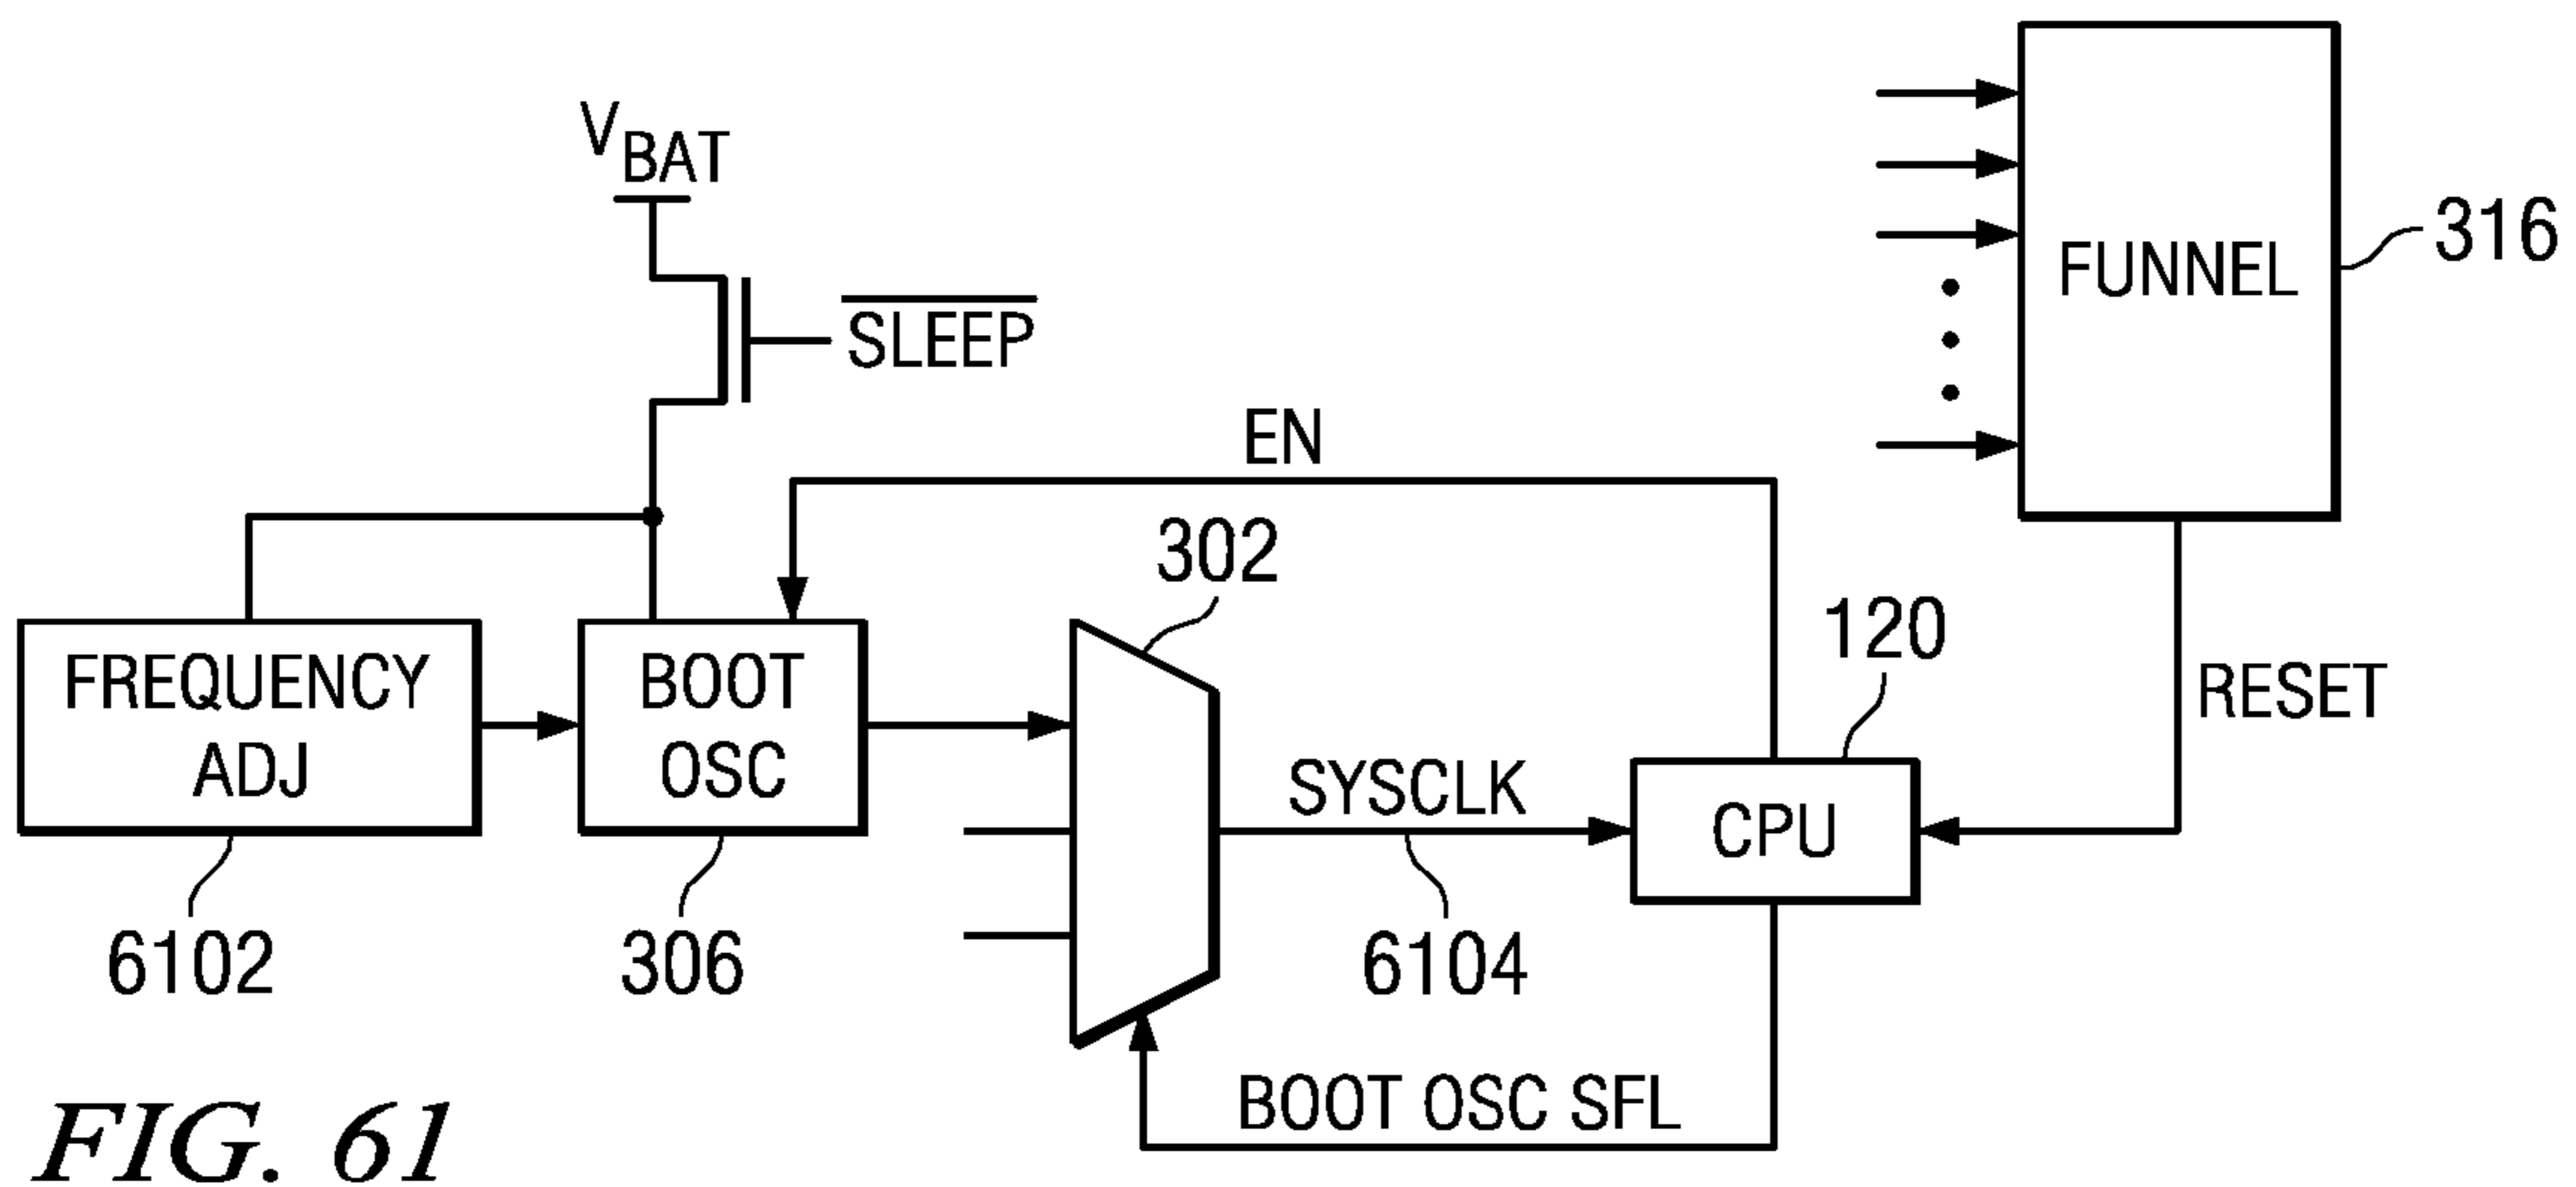 V BAT
SLEEP
FUNNEL
316
EN
302
120
FREQUENCY
ADJ
BOOT
OSC
RESET
SYSCLK
CPU
6102
306
6104
BOOT OSC SFL
FIG. 61